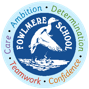 Care • Ambition • Determination
FOWLMERE SCHOOL
Teamwork • Confidence